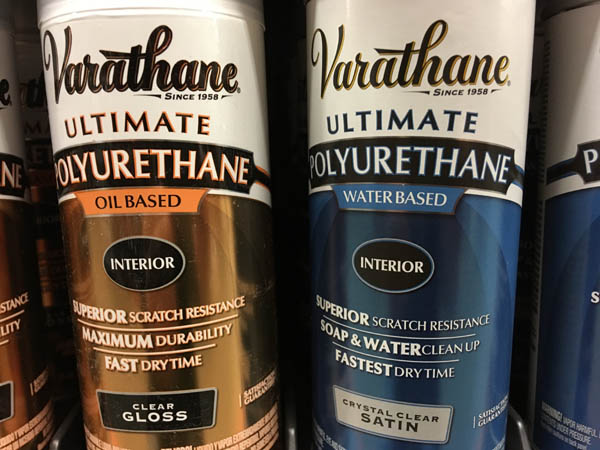 Varathane
SINCE 1958
ULTIMATE
POLYURETHANE
OIL BASED
INTERIOR
SUPERIOR SCRATCH RESISTANCE
MAXIMUM DURABILITY
FAST DRY TIME
CLEAR
GLOSS
Varathane
SINCE 1958
ULTIMATE
POLYURETHANE
WATER BASED
INTERIOR
SUPERIOR SCRATCH RESISTANCE
SOAP & WATER CLEAN UP
FASTEST DRY TIME
CRYSTAL CLEAR
SATIN